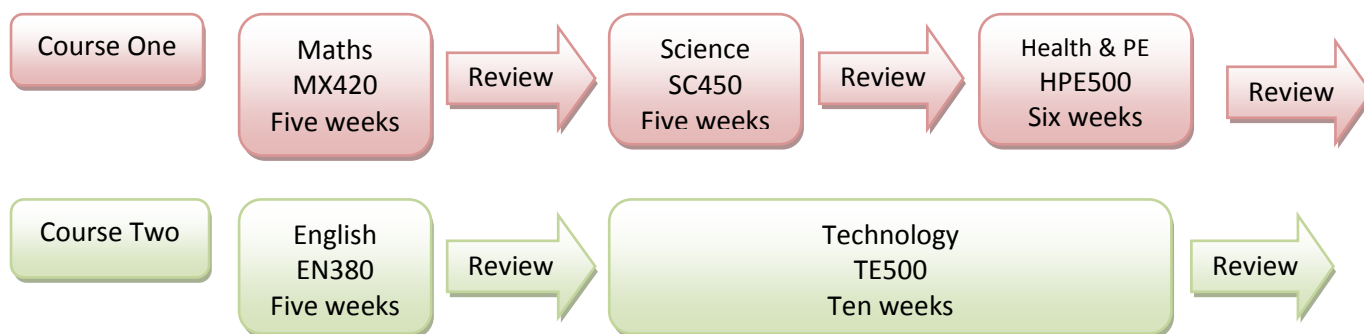 Course One
Maths
MX420
Five weeks
Review
Science
SC450
Five weeks
Review
Health & PE
HPE500
Six weeks
Review
Course Two
English
EN380
Five weeks
Review
Technology
TE500
Ten weeks
Review